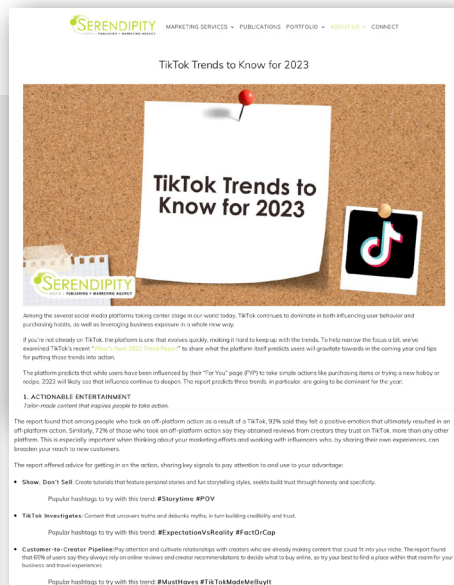 SERENDIPITY
MEDIA | PUBLISHING + MARKETING AGENCY
MARKETING SERVICES PUBLICATIONS PORTFOLIO ABOUT US CONNECT
TikTok Trends to Know for 2023
TikTok Trends to
Know for 2023
SERENDIPITY
MEDIA | PUBLISHING + MARKETING AGENCY
Among the several social media platforms taking center stage in our world today, TikTok continues to dominate in both influencing user behavior and
purchasing habits, as well as leveraging business exposure in a whole new way.
If you're not already on TikTok, the platform is one that evolves quickly, making it hard to keep up with the trends. To help narrow the focus a bit, we've
examined TikTok's recent "What's Next 2023 Trend Report" to share what the platform itself predicts users will gravitate towards in the coming year and tips
for putting those trends into action.
The platform predicts that while users have been influenced by their "For You" page (FYP) to take simple actions like purchasing items or trying a new hobby or
recipe, 2023 will likely see that influence continue to deepen. The report predicts three trends, in particular, are going to be dominant for the year:
1. ACTIONABLE ENTERTAINMENT
Tailor-made content that inspires people to take action.
The report found that among people who took an off-platform action as a result of a TikTok, 92% said they felt a positive emotion that ultimately resulted in an
off-platform action. Similarly, 72% of those who took an off-platform action say they obtained reviews from creators they trust on TikTok, more than any other
platform. This is especially important when thinking about your marketing efforts and working with influencers who, by sharing their own experiences, can
broaden your reach to new customers.
The report offered advice for getting in on the action, sharing key signals to pay attention to and use to your advantage:
• Show, Don't Sell: Create tutorials that feature personal stories and fun storytelling styles, seeks build trust through honesty and specificity.
Popular hashtags to try with this trend: #Storytime #POV
• TikTok Investigates: Content that uncovers truths and debunks myths, in turn building credibility and trust.
Popular hashtags to try with this trend: #ExpectationVsReality #FactOrCap
• Customer-to-Creator Pipeline: Pay attention and cultivate relationships with creators who are already making content that could fit into your niche. The report found
that 65% of users say they always rely on online reviews and creator recommendations to decide what to buy online, so try your best to find a place within that realm for your
business and travel experiences.
Popular hashtags to try with this trend: #MustHaves #TikTokMadeMeBuyIt